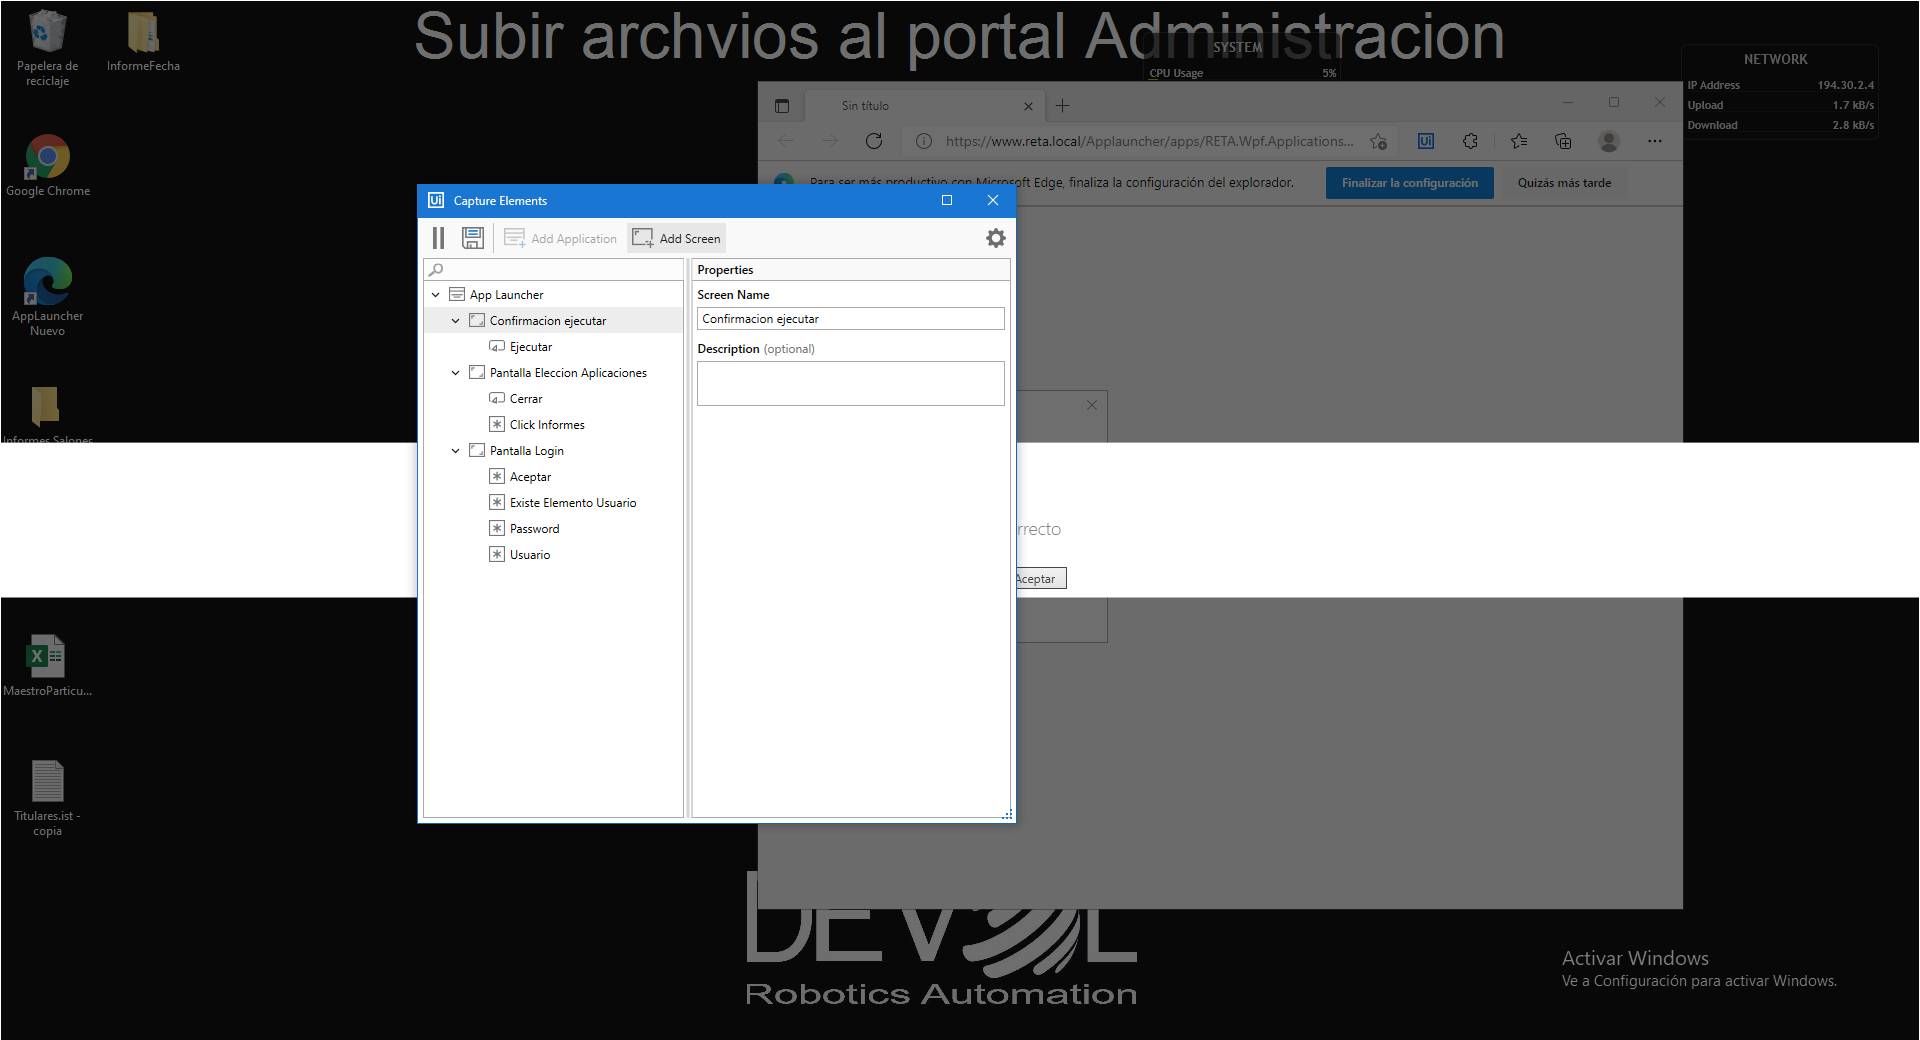 Subir archvios al portal Administracion
Papelera de
reciclaje
InformeFecha
Google Chrome
AppLauncher
Nuevo
Informes Salones
MaestroParticu...
Titulares.ist -
copia
SYSTEM
CPU Usage 5%
NETWORK
IP Address 194.30.2.4
Upload 1.7 kB/s
Download 2.8 kB/s
Sin título
https://www.reta.local/Applauncher/apps/RETA.Wpf.Applications...
Para ser más productivo con Microsoft Edge, finaliza la configuración del explorador.
Finalizar la configuración
Quizás más tarde
Capture Elements
Add Application
Add Screen
App Launcher
Confirmacion ejecutar
Ejecutar
Pantalla Eleccion Aplicaciones
Cerrar
Click Informes
Pantalla Login
Aceptar
Existe Elemento Usuario
Password
Usuario
Properties
Screen Name
Confirmacion ejecutar
Description (optional)
rrecto
Aceptar
DEVOL
Robotics Automation
Activar Windows
Ve a Configuración para activar Windows.